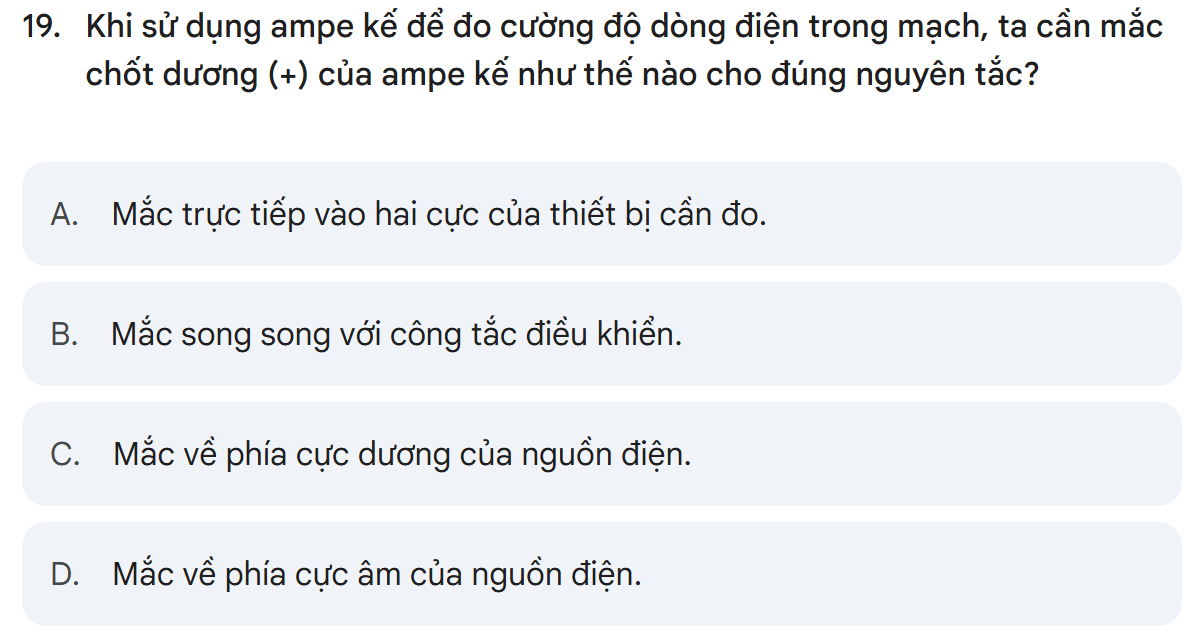 19. Khi sử dụng ampe kế để đo cường độ dòng điện trong mạch, ta cần mắc
chốt dương (+) của ampe kế như thế nào cho đúng nguyên tắc?
A. Mắc trực tiếp vào hai cực của thiết bị cần đo.
B. Mắc song song với công tắc điều khiển.
C. Mắc về phía cực dương của nguồn điện.
D. Mắc về phía cực âm của nguồn điện.